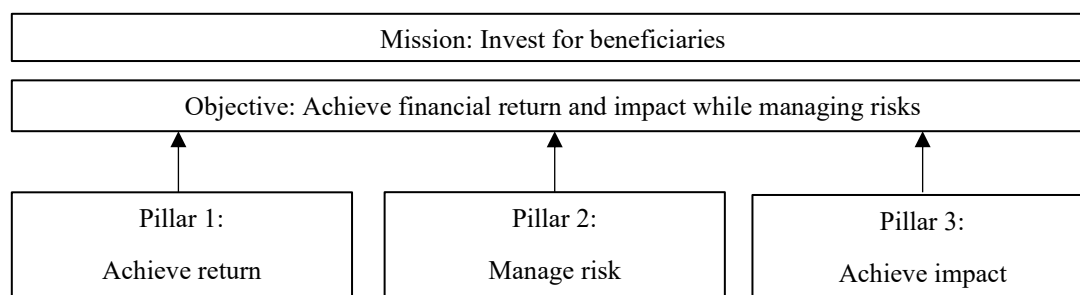 Mission: Invest for beneficiaries
Objective: Achieve financial return and impact while managing risks
Pillar 1:
Achieve return
Pillar 2:
Manage risk
Pillar 3:
Achieve impact